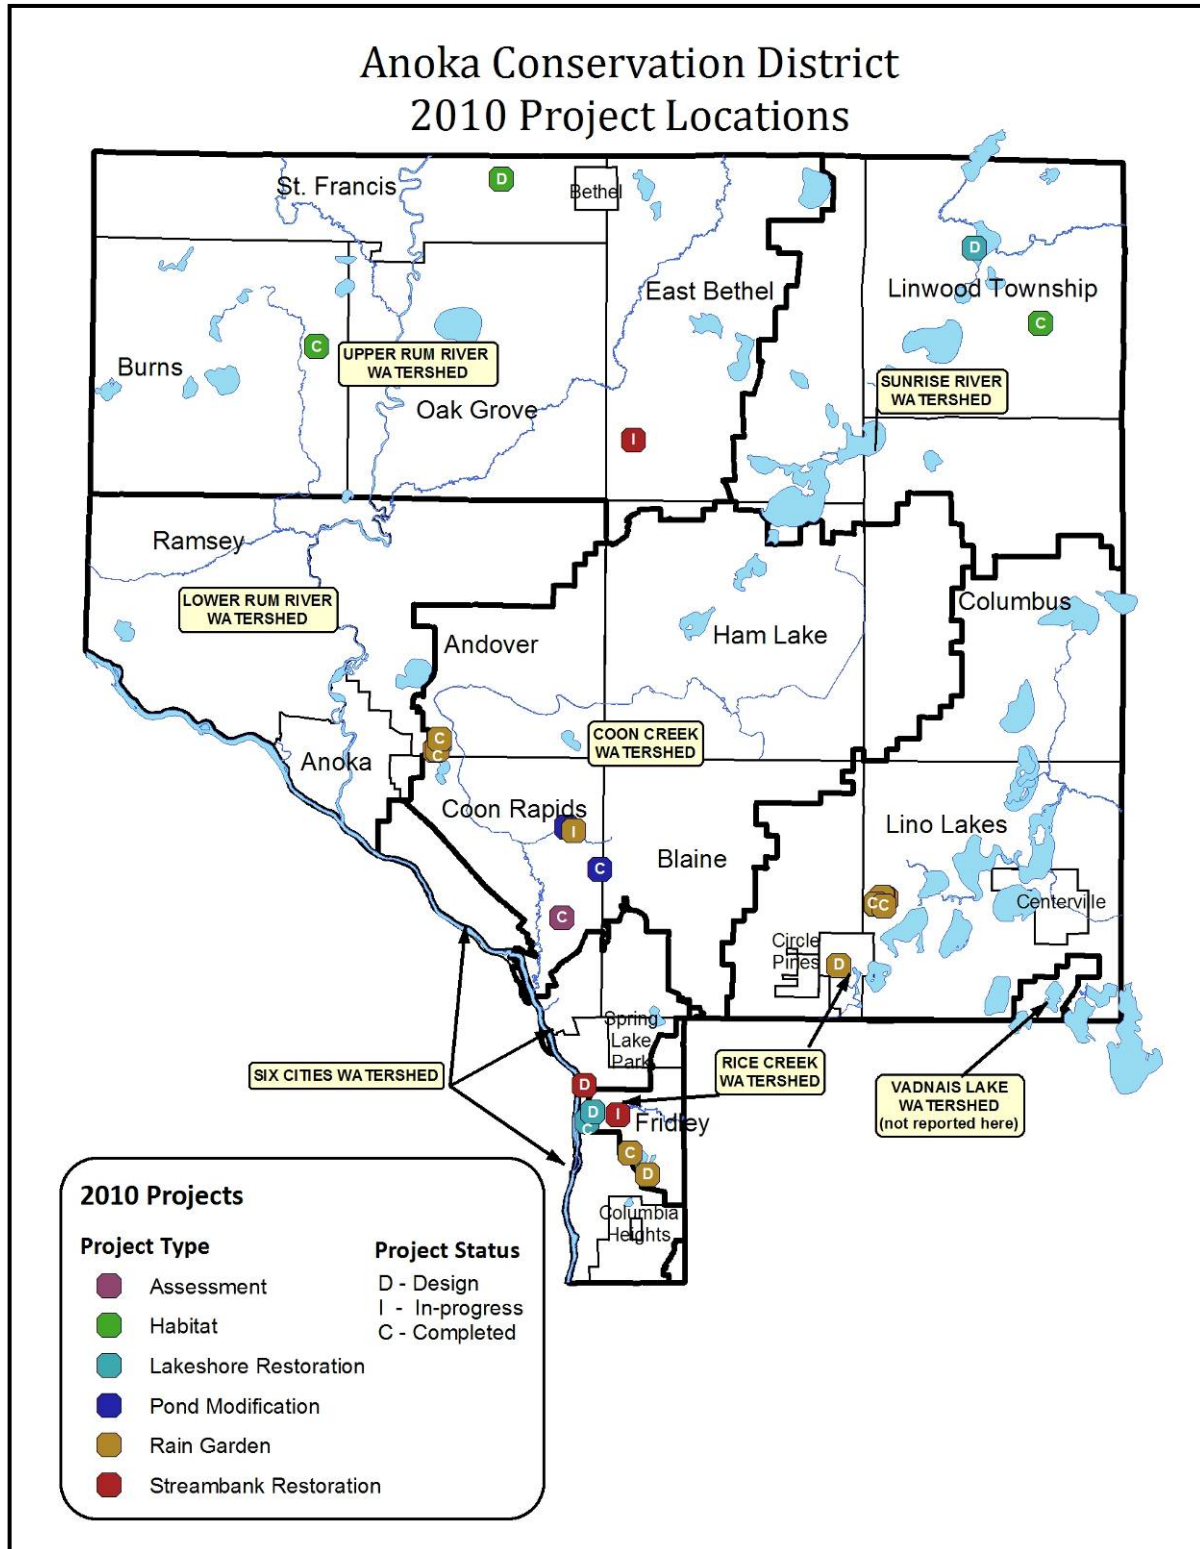 Anoka Conservation District
2010 Project Locations
St. Francis
D
Bethel
D
East Bethel
Linwood Township
C
C
UPPER RUM RIVER
WATERSHED
Burns
SUNRISE RIVER
WATERSHED
Oak Grove
I
Ramsey
LOWER RUM RIVER
WATERSHED
Columbus
Andover
Ham Lake
C
C
COON CREEK
WATERSHED
Anoka
Coon Rapids
I
Lino Lakes
Blaine
C
C
C
C
Centerville
Circle
Pines
D
Spring
Lake
Park
SIX CITIES WATERSHED
RICE CREEK
WATERSHED
VADNAIS LAKE
WATERSHED
(not reported here)
D
D
I
C
Fridley
C
D
Columbia
Heights
2010 Projects
Project Type
Assessment
Habitat
Lakeshore Restoration
Pond Modification
Rain Garden
Streambank Restoration
Project Status
D - Design
I - In-progress
C - Completed